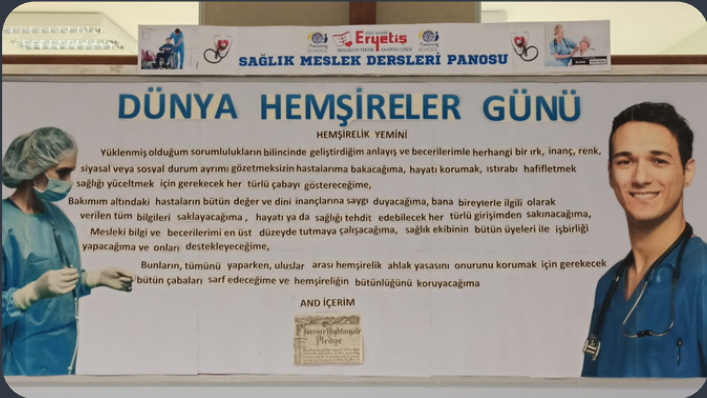 Eryetiş
SAĞLIK MESLEK DERSLERİ PANOSU
DÜNYA HEMŞİRELER GÜNÜ
HEMŞİRELİK YEMİNİ
Yüklenmiş olduğum sorumlulukların bilincinde geliştirdiğim anlayış ve becerilerimle herhangi bir ırk, inanç, renk,
siyasal veya sosyal durum ayrımı gözetmeksizin hastalarıma bakacağıma, hayatı korumak, ıstırabı hafifletmek
sağlığı yüceltmek için gerekecek her türlü çabayı göstereceğime,
Bakımım altındaki hastaların bütün değer ve dini inançlarına saygı duyacağıma, bana bireylerle ilgili olarak
verilen tüm bilgileri saklayacağıma, hayatı ya da sağlığı tehdit edebilecek her türlü girişimden sakınacağıma,
Mesleki bilgi ve becerilerimi en üst düzeyde tutmaya çalışacağıma, sağlık ekibinin bütün üyeleri ile işbirliği
yapacağıma ve onları destekleyeceğime,
Bunların, tümünü yaparken, uluslar arası hemşirelik ahlak yasasını onurunu korumak için gerekecek
bütün çabaları sarf edeceğime ve hemşireliğin bütünlüğünü koruyacağıma
AND İÇERİM
Florence Nightingale
Pledge